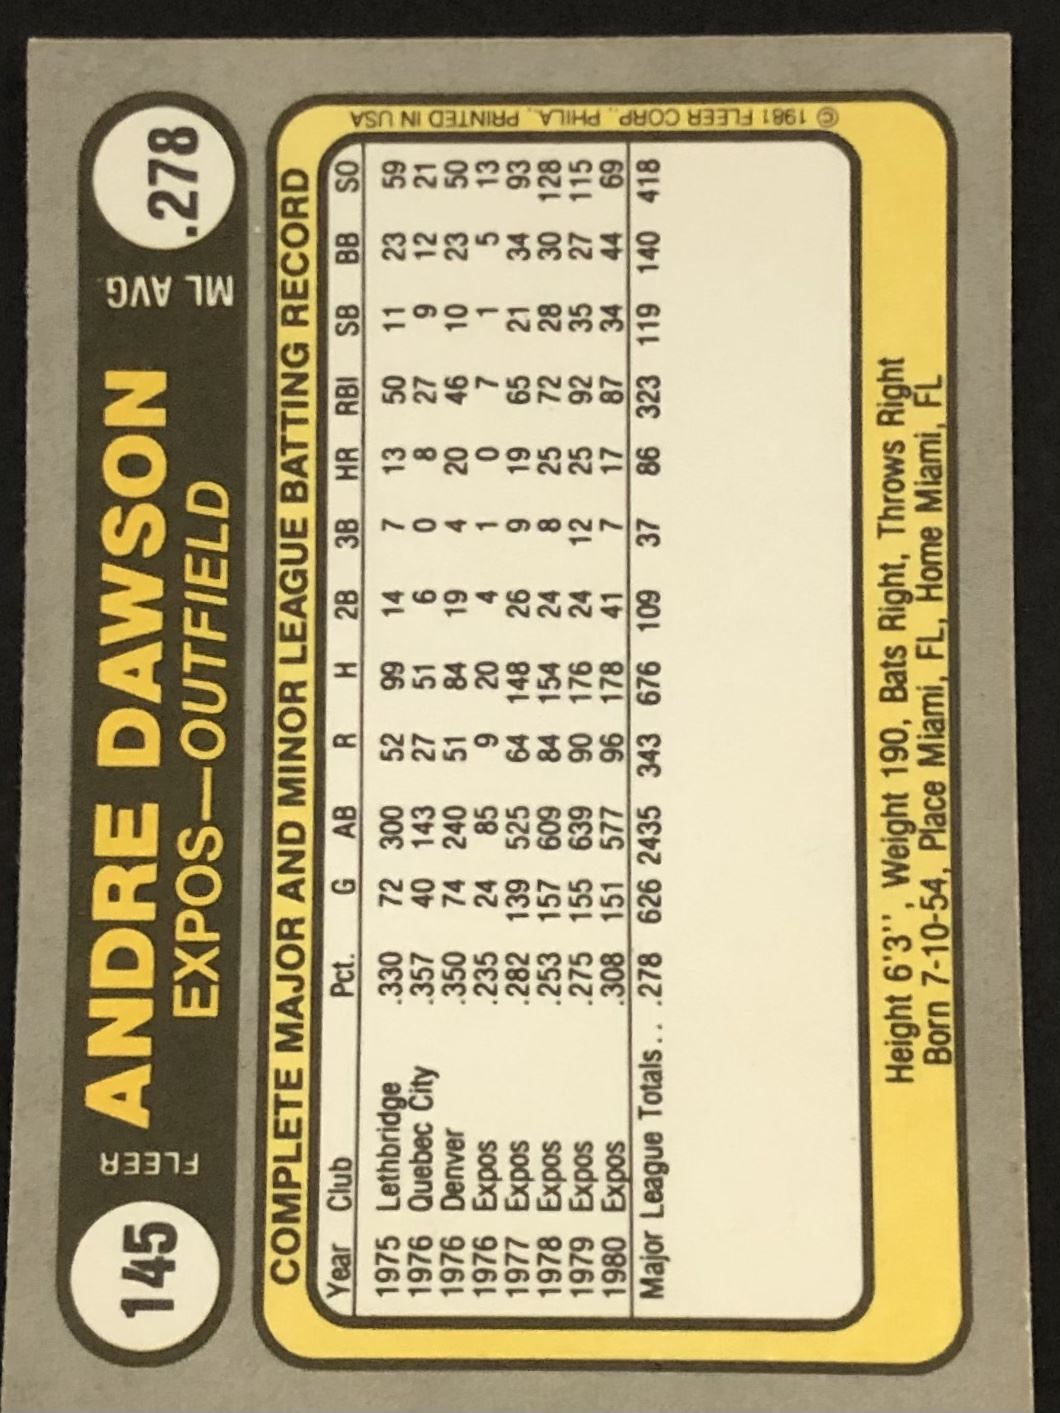 145 FLEER ANDRE DAWSON ML AVG. .278
EXPOS—OUTFIELD
COMPLETE MAJOR AND MINOR LEAGUE BATTING RECORD
Year Club Pct. G AB R H 2B 3B HR RBI SB BB SO
1975 Lethbridge .330 72 300 52 99 14 7 13 50 11 23 59
1976 Quebec City .357 40 143 27 51 6 0 8 27 9 12 21
1976 Denver .350 74 240 51 84 19 4 20 46 10 23 50
1976 Expos .235 24 85 9 20 4 1 0 7 1 5 13
1977 Expos .282 139 525 64 148 26 9 19 65 21 34 93
1978 Expos .253 157 609 84 154 24 8 25 72 28 30 128
1979 Expos .275 155 639 90 176 24 12 25 92 35 27 115
1980 Expos .308 151 577 96 178 41 7 17 87 34 44 69
Major League Totals.. .278 626 2435 343 676 109 37 86 323 119 140 418
© 1981 FLEER CORP., PHILA., PRINTED IN USA
Height 6'3'', Weight 190, Bats Right, Throws Right
Born 7-10-54, Place Miami, FL, Home Miami, FL